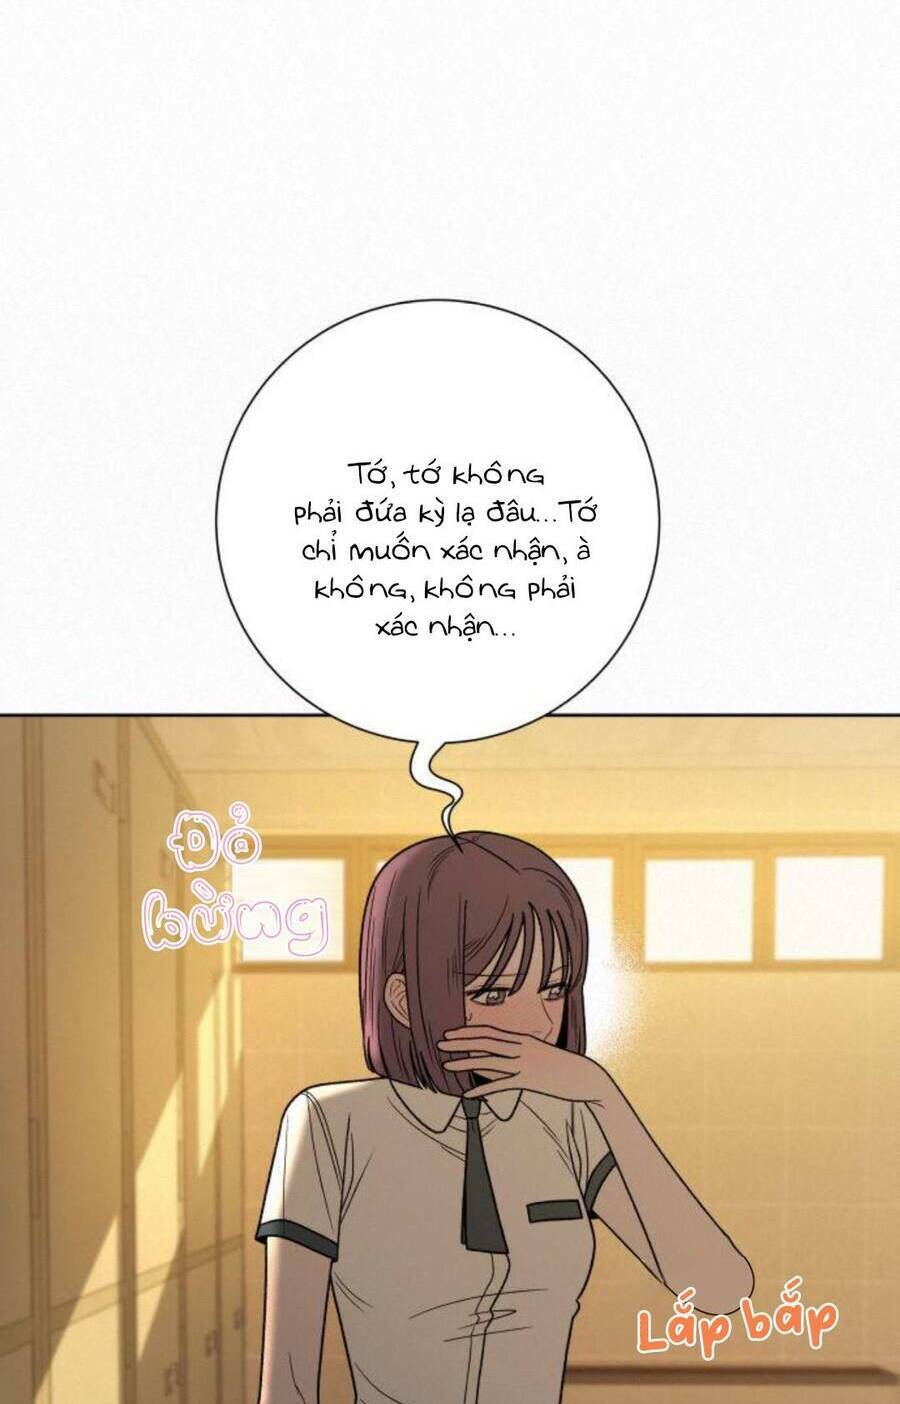 Tớ, tớ không
phải đứa kỳ lạ đâu...Tớ
chỉ muốn xác nhận, à
không, không phải
xác nhận...
Đỏ
bừng
Lắp bắp